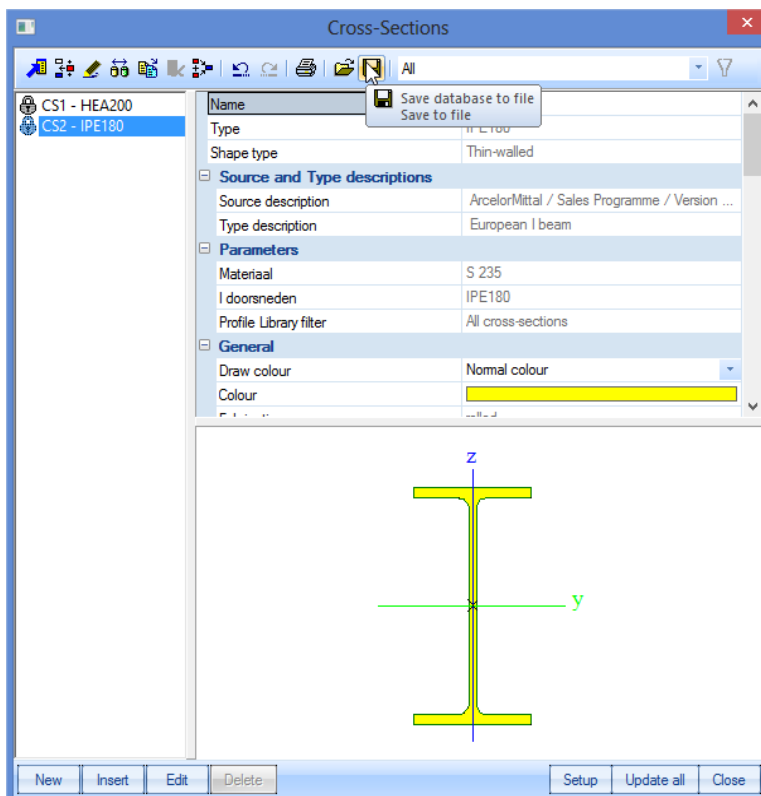 Cross-Sections
All
CS1 - HEA200
CS2 - IPE180
Save database to file
Save to file
Name
Type
Shape type Thin-walled
Source and Type descriptions
Source description ArcelorMittal / Sales Programme / Version ...
Type description European I beam
Parameters
Materiaal S 235
I doorsneden IPE180
Profile Library filter All cross-sections
General
Draw colour Normal colour
Colour
z
y
New Insert Edit Delete Setup Update all Close